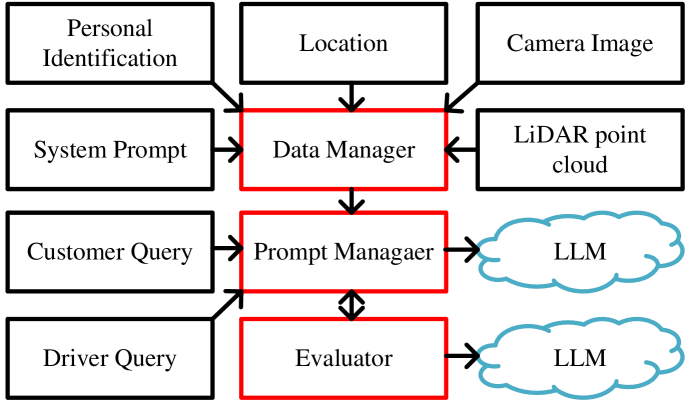 Personal
Identification
Location
Camera Image
System Prompt
Data Manager
LiDAR point
cloud
Customer Query
Prompt Managaer
LLM
Driver Query
Evaluator
LLM